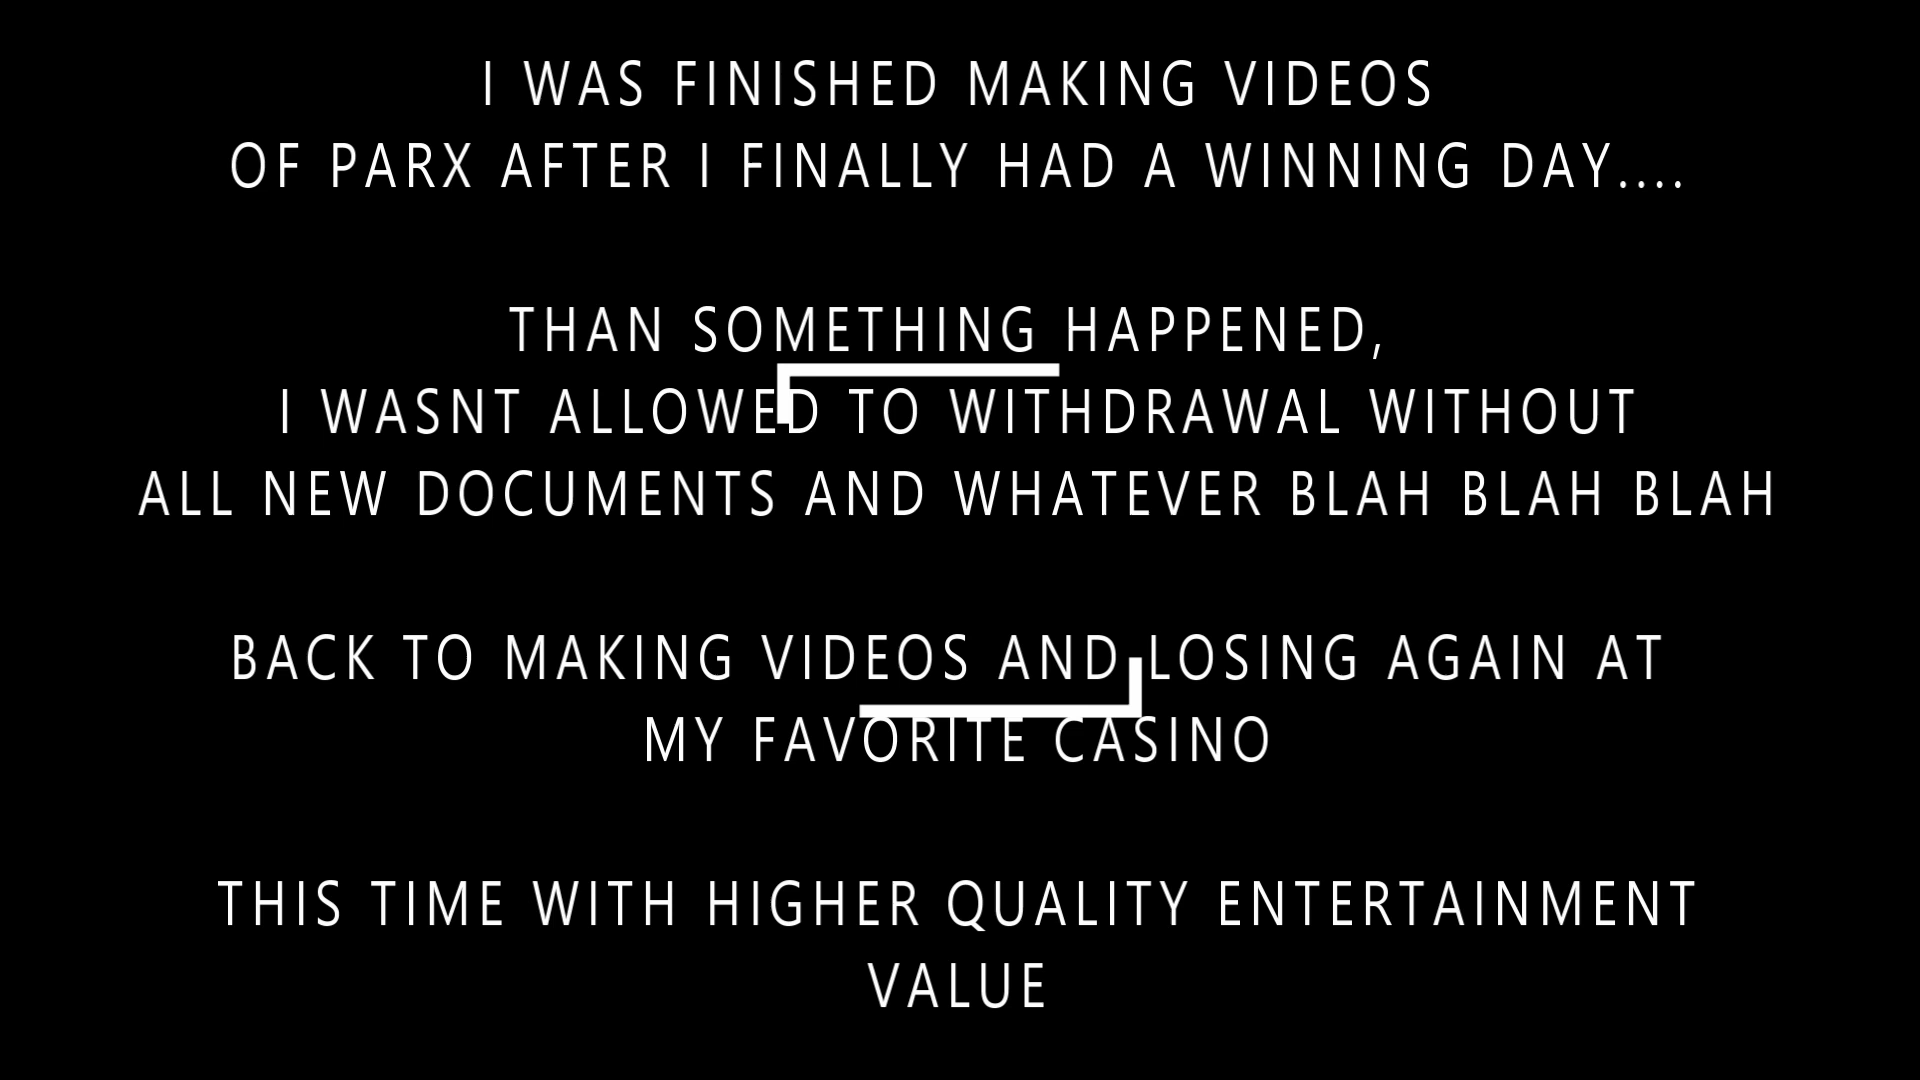 I WAS FINISHED MAKING VIDEOS
OF PARX AFTER I FINALLY HAD A WINNING DAY....
THAN SOMETHING HAPPENED,
I WASNT ALLOWED TO WITHDRAWAL WITHOUT
ALL NEW DOCUMENTS AND WHATEVER BLAH BLAH BLAH
BACK TO MAKING VIDEOS AND LOSING AGAIN AT
MY FAVORITE CASINO
THIS TIME WITH HIGHER QUALITY ENTERTAINMENT
VALUE